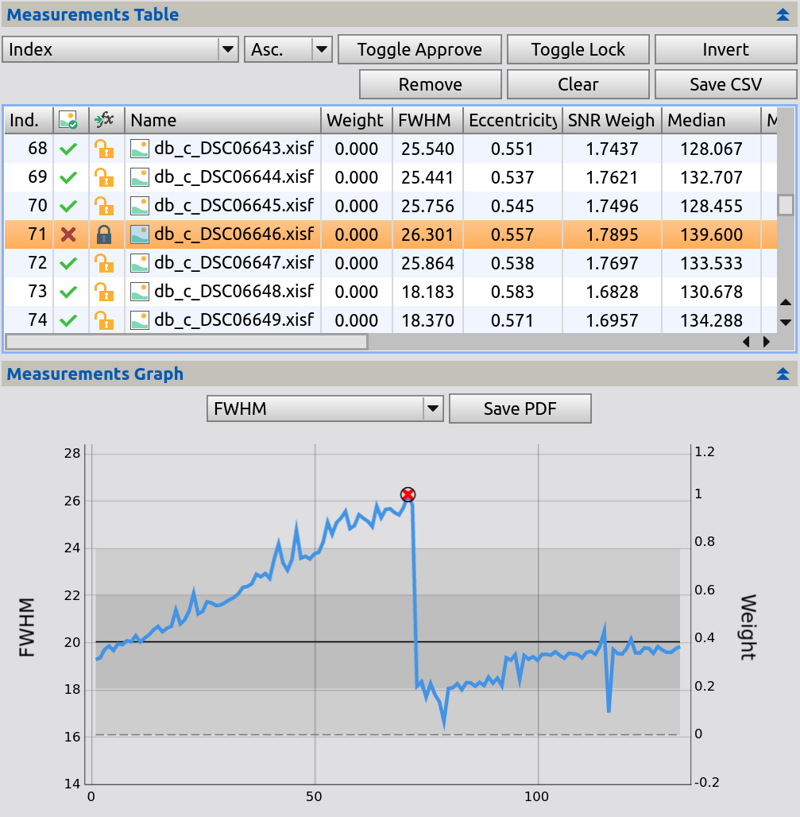 Measurements Table
Index Asc. Toggle Approve Toggle Lock Invert
Remove Clear Save CSV
Ind. fx Name Weight FWHM Eccentricity SNR Weigh Median M
68 db_c_DSC06643.xisf 0.000 25.540 0.551 1.7437 128.067
69 db_c_DSC06644.xisf 0.000 25.441 0.537 1.7621 132.707
70 db_c_DSC06645.xisf 0.000 25.756 0.545 1.7496 128.455
71 db_c_DSC06646.xisf 0.000 26.301 0.557 1.7895 139.600
72 db_c_DSC06647.xisf 0.000 25.864 0.538 1.7697 133.533
73 db_c_DSC06648.xisf 0.000 18.183 0.583 1.6828 130.678
74 db_c_DSC06649.xisf 0.000 18.370 0.571 1.6957 134.288
Measurements Graph
FWHM Save PDF
28 1.2
26 1
24 0.8
22 0.6
20 0.4
18 0.2
16 0
14 -0.2
FWHM
Weight
0 50 100